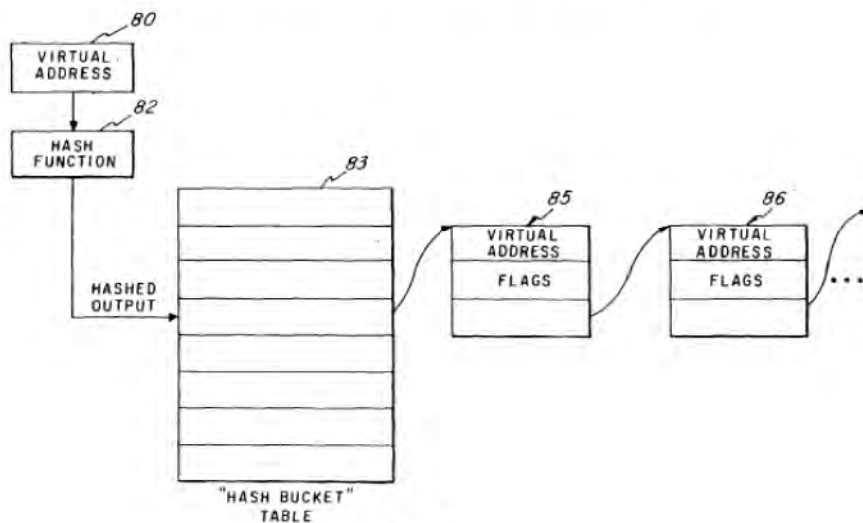 80
VIRTUAL
ADDRESS
82
HASH
FUNCTION
83
85
86
VIRTUAL
ADDRESS
VIRTUAL
ADDRESS
FLAGS
FLAGS
HASHED
OUTPUT
"HASH BUCKET"
TABLE